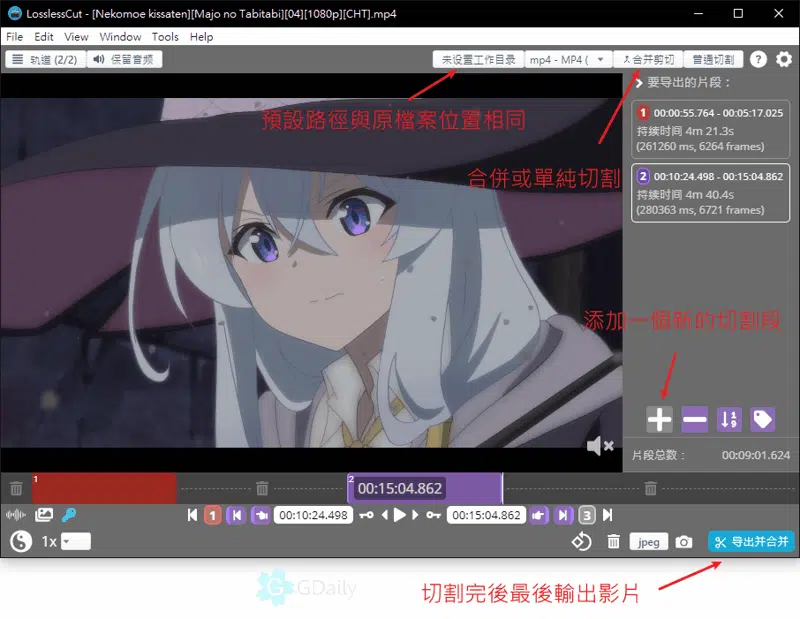 LosslessCut - [Nekomoe kissaten][Majo no Tabitabi][04][1080p][CHT].mp4
File Edit View Window Tools Help
轨道 (2/2) 保留音频 未设置工作目录 mp4 - MP4 ( 合并剪切 普通切割 ?
要导出的片段：
1 00:00:55.764 - 00:05:17.025
持续时间 4m 21.3s
(261260 ms, 6264 frames)
2 00:10:24.498 - 00:15:04.862
持续时间 4m 40.4s
(280363 ms, 6721 frames)
預設路徑與原檔案位置相同
合併或單純切割
添加一個新的切割段
片段总数： 00:09:01.624
1
2 00:15:04.862
1 00:10:24.498 00:15:04.862 3
1x jpeg 导出并合并
GDaily
切割完後最後輸出影片